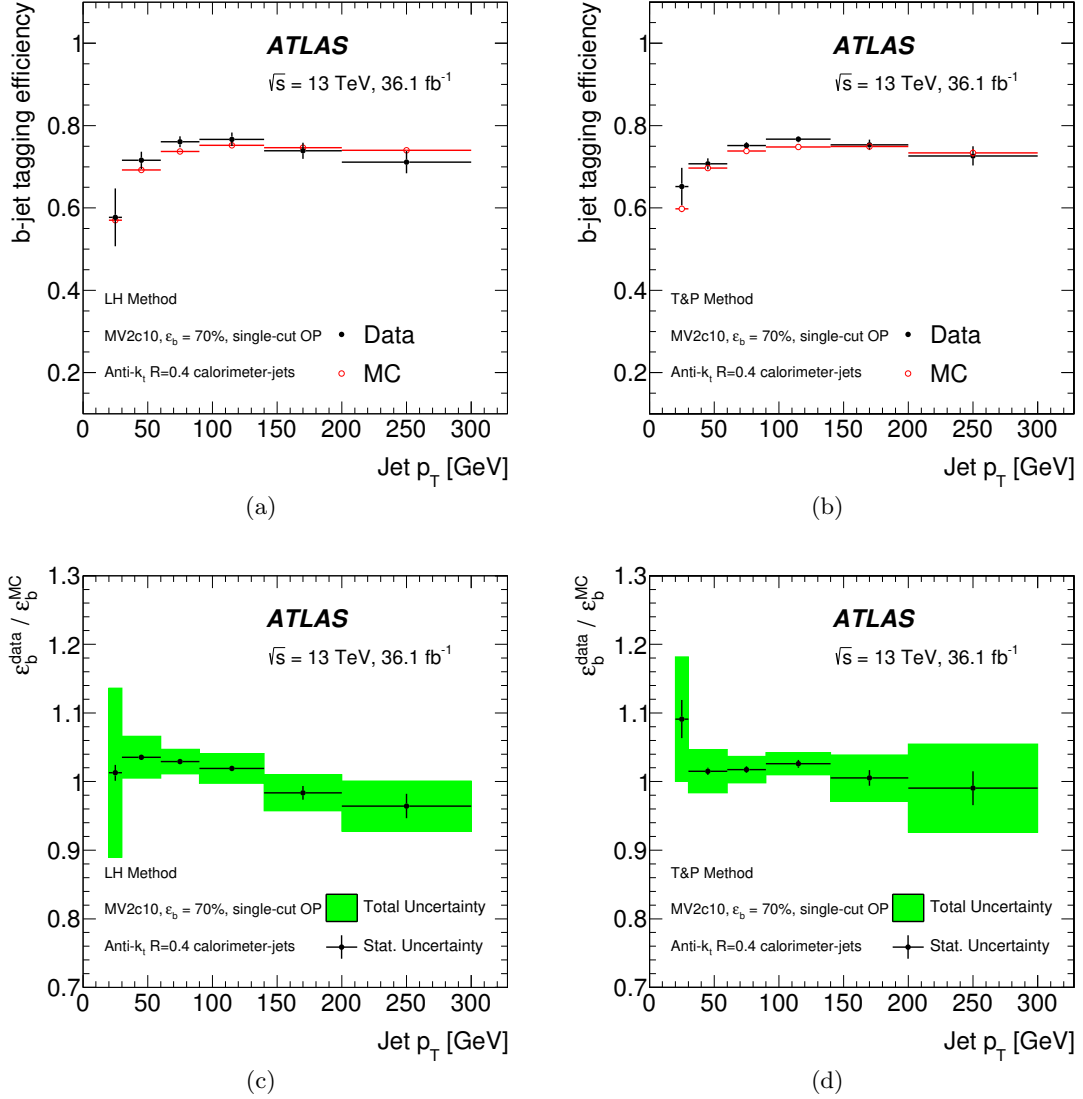 b-jet tagging efficiency
ATLAS
√s = 13 TeV, 36.1 fb⁻¹
1
0.8
0.6
0.4
0.2
LH Method
MV2c10, ε_b = 70%, single-cut OP
Anti-k_t R=0.4 calorimeter-jets
Data
MC
0 50 100 150 200 250 300
Jet p_T [GeV]
(a)
b-jet tagging efficiency
ATLAS
√s = 13 TeV, 36.1 fb⁻¹
1
0.8
0.6
0.4
0.2
T&P Method
MV2c10, ε_b = 70%, single-cut OP
Anti-k_t R=0.4 calorimeter-jets
Data
MC
0 50 100 150 200 250 300
Jet p_T [GeV]
(b)
ε_b^data / ε_b^MC
ATLAS
√s = 13 TeV, 36.1 fb⁻¹
1.3
1.2
1.1
1
0.9
0.8
0.7
LH Method
MV2c10, ε_b = 70%, single-cut OP
Anti-k_t R=0.4 calorimeter-jets
Total Uncertainty
Stat. Uncertainty
0 50 100 150 200 250 300
Jet p_T [GeV]
(c)
ε_b^data / ε_b^MC
ATLAS
√s = 13 TeV, 36.1 fb⁻¹
1.3
1.2
1.1
1
0.9
0.8
0.7
T&P Method
MV2c10, ε_b = 70%, single-cut OP
Anti-k_t R=0.4 calorimeter-jets
Total Uncertainty
Stat. Uncertainty
0 50 100 150 200 250 300
Jet p_T [GeV]
(d)